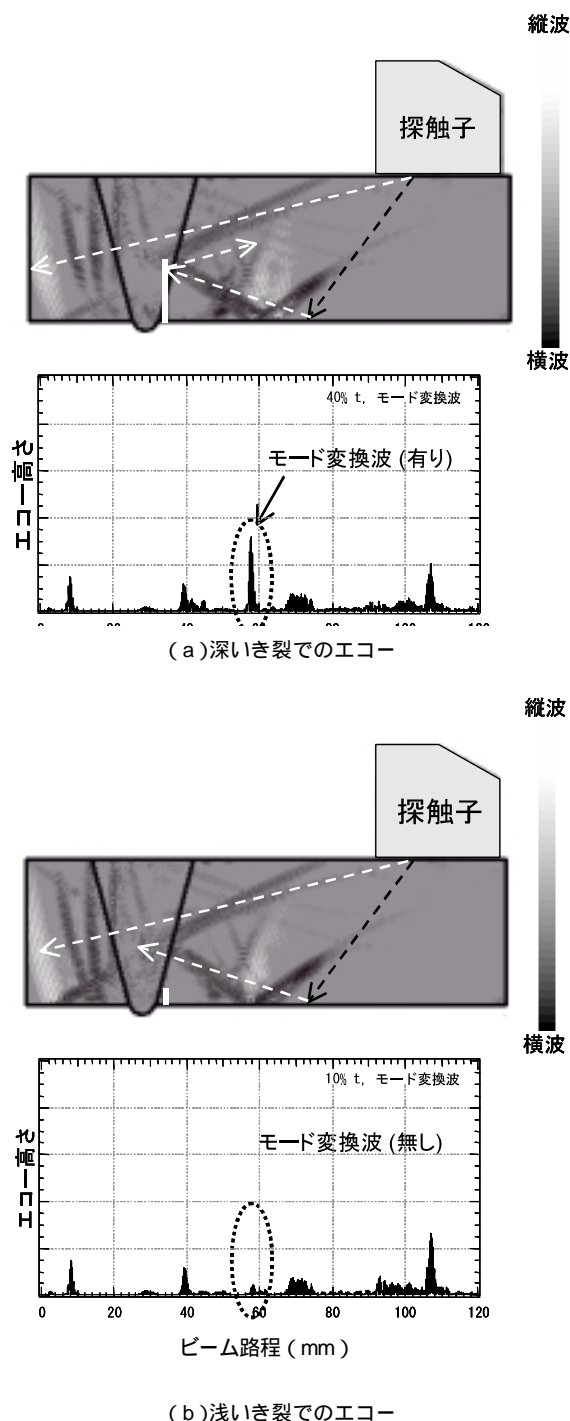 縦波
探触子
横波
エコー高さ
40% t, モード変換波
モード変換波 (有り)
(a)深いき裂でのエコー
縦波
探触子
横波
エコー高さ
10% t, モード変換波
モード変換波 (無し)
0 20 40 60 80 100 120
ビーム路程 (mm)
(b)浅いき裂でのエコー